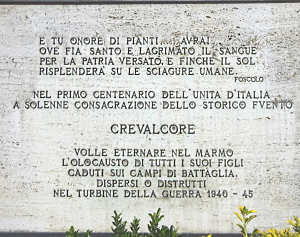 E TU ONORE DI PIANTI, AVRAI,
OVE FIA SANTO E LAGRIMATO IL SANGUE
PER LA PATRIA VERSATO, E FINCHÈ IL SOL
RISPLENDERÀ SU LE SCIAGURE UMANE.
FOSCOLO
NEL PRIMO CENTENARIO DELL'UNITÀ D'ITALIA
A SOLENNE CONSACRAZIONE DELLO STORICO EVENTO
CREVALCORE
VOLLE ETERNARE NEL MARMO
L'OLOCAUSTO DI TUTTI I SUOI FIGLI
CADUTI SUI CAMPI DI BATTAGLIA,
DISPERSI O DISTRUTTI
NEL TURBINE DELLA GUERRA 1940-45